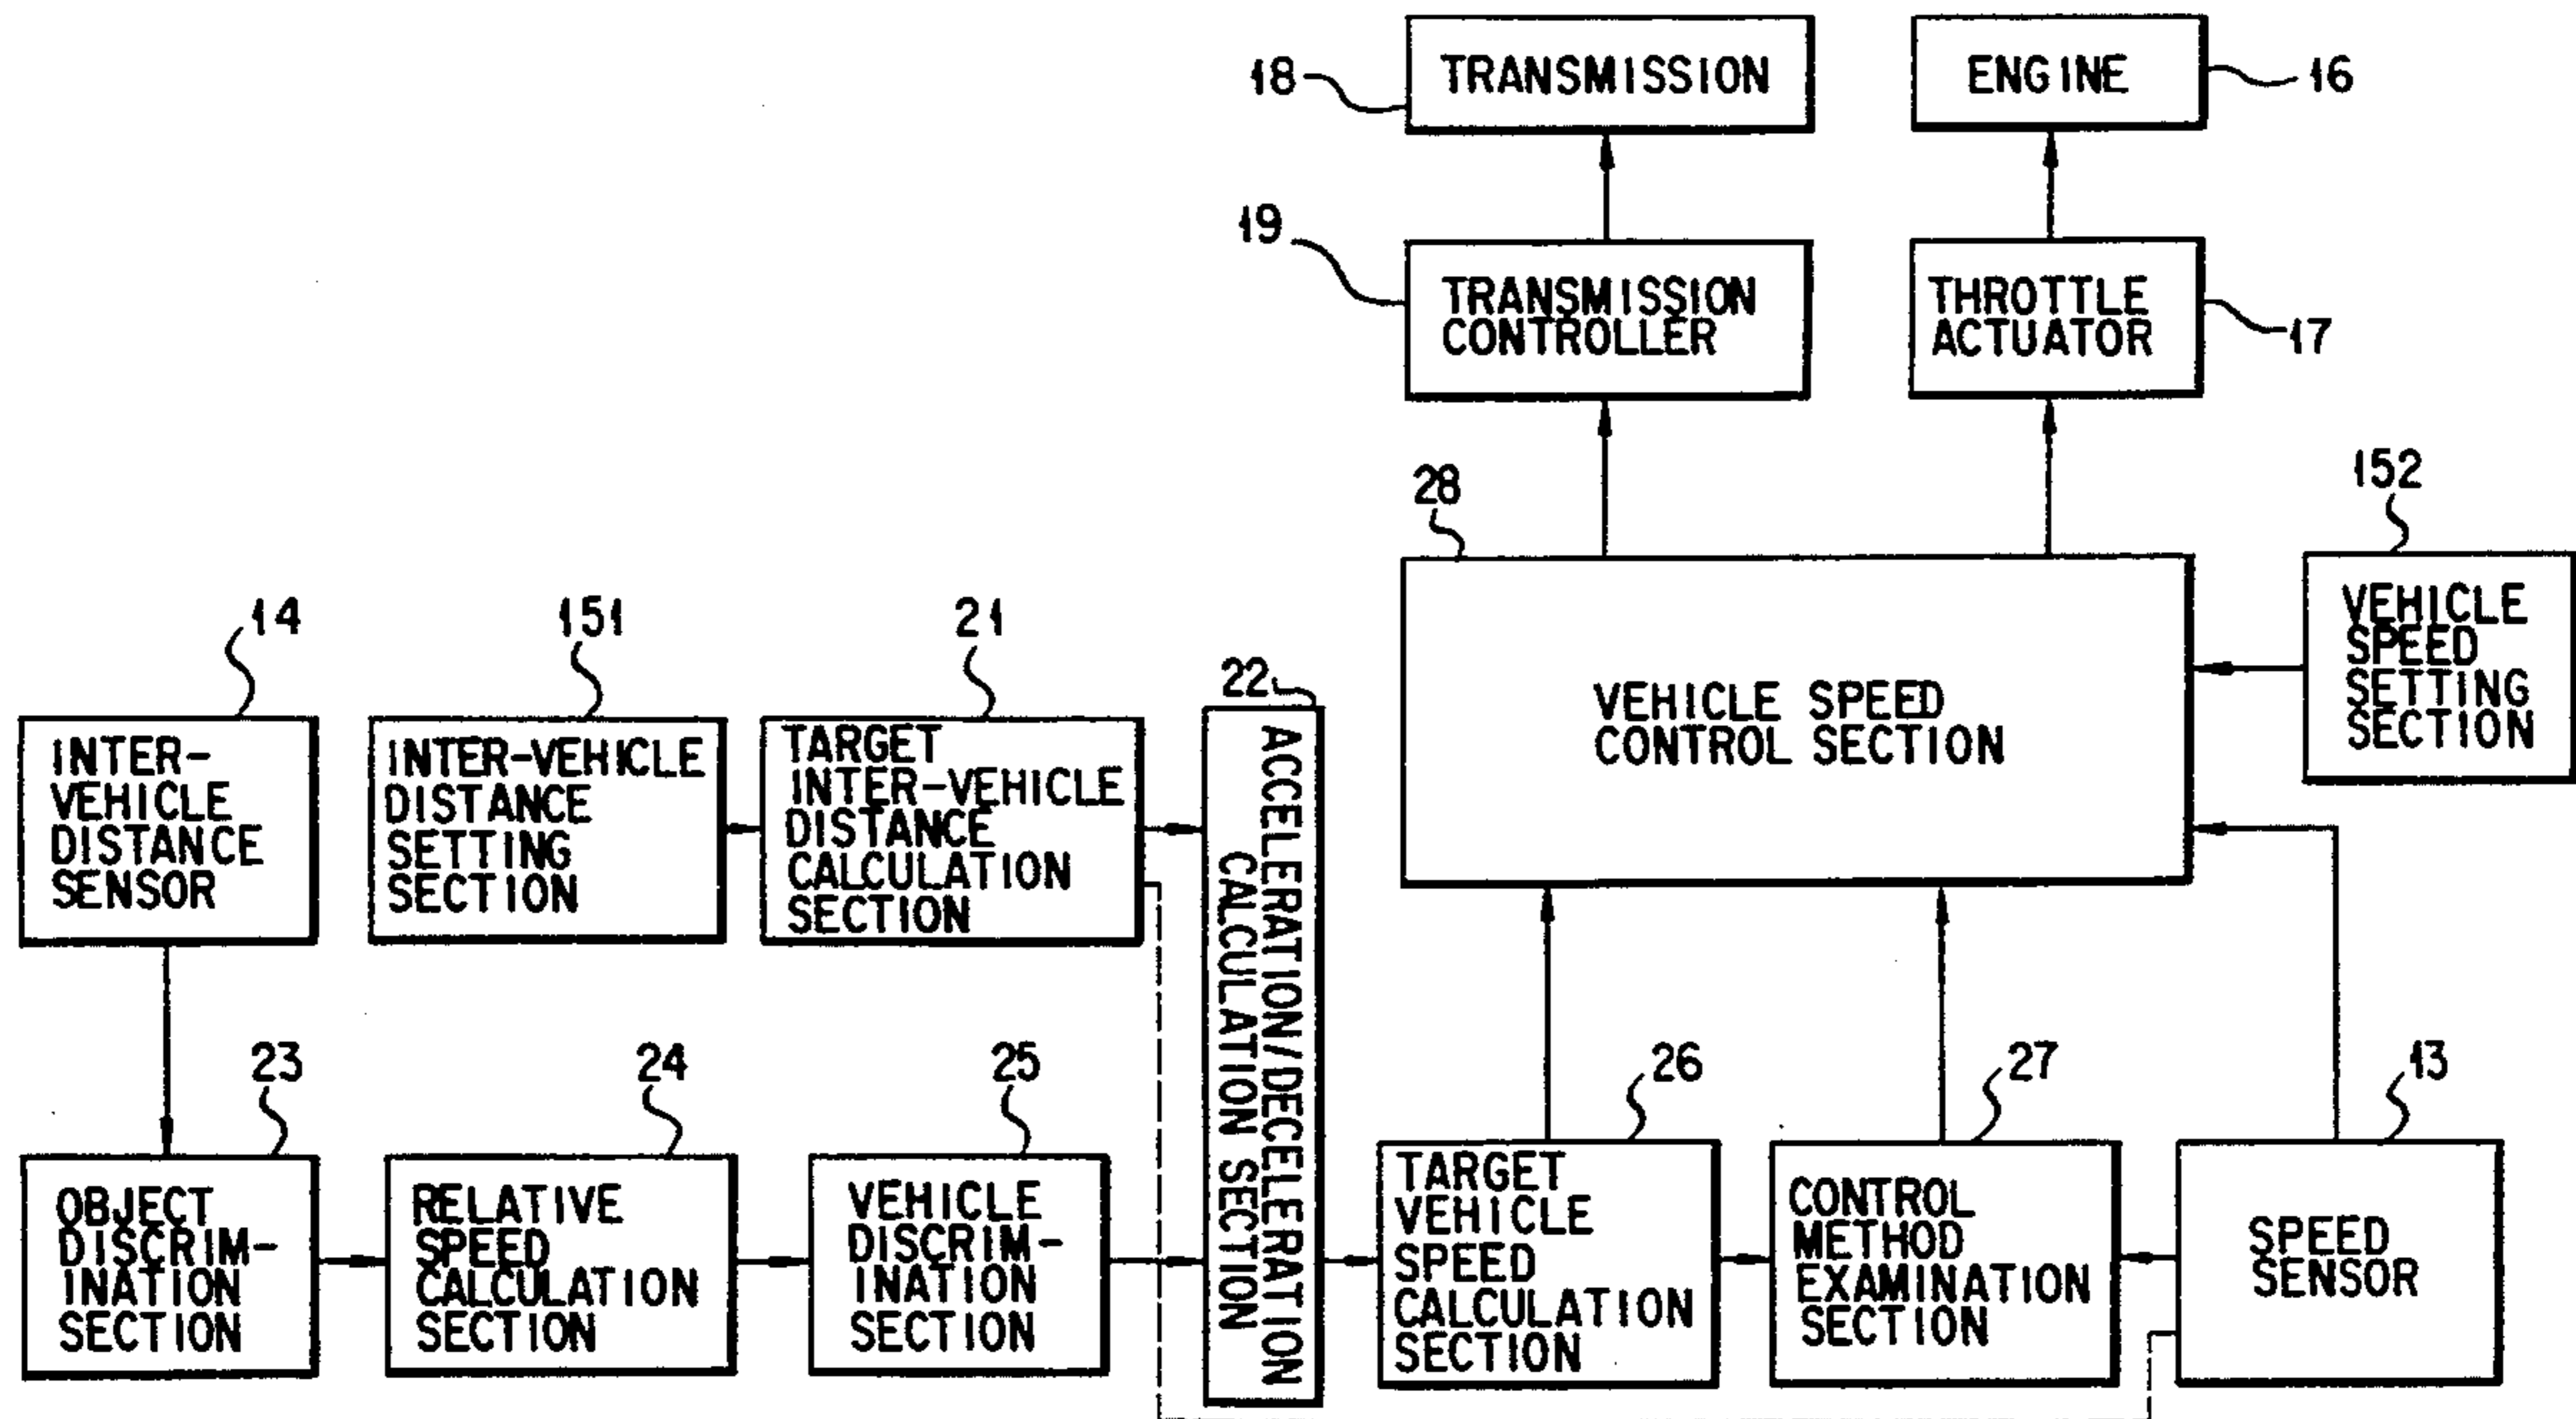 18
TRANSMISSION
ENGINE
16
19
TRANSMISSION
CONTROLLER
THROTTLE
ACTUATOR
17
28
VEHICLE SPEED
CONTROL SECTION
152
VEHICLE
SPEED
SETTING
SECTION
14
INTER-
VEHICLE
DISTANCE
SENSOR
151
INTER-VEHICLE
DISTANCE
SETTING
SECTION
21
TARGET
INTER-VEHICLE
DISTANCE
CALCULATION
SECTION
22
ACCELERATION/DECELERATION
CALCULATION SECTION
23
OBJECT
DISCRIM-
INATION
SECTION
24
RELATIVE
SPEED
CALCULATION
SECTION
25
VEHICLE
DISCRIM-
INATION
SECTION
26
TARGET
VEHICLE
SPEED
CALCULATION
SECTION
27
CONTROL
METHOD
EXAMINATION
SECTION
13
SPEED
SENSOR